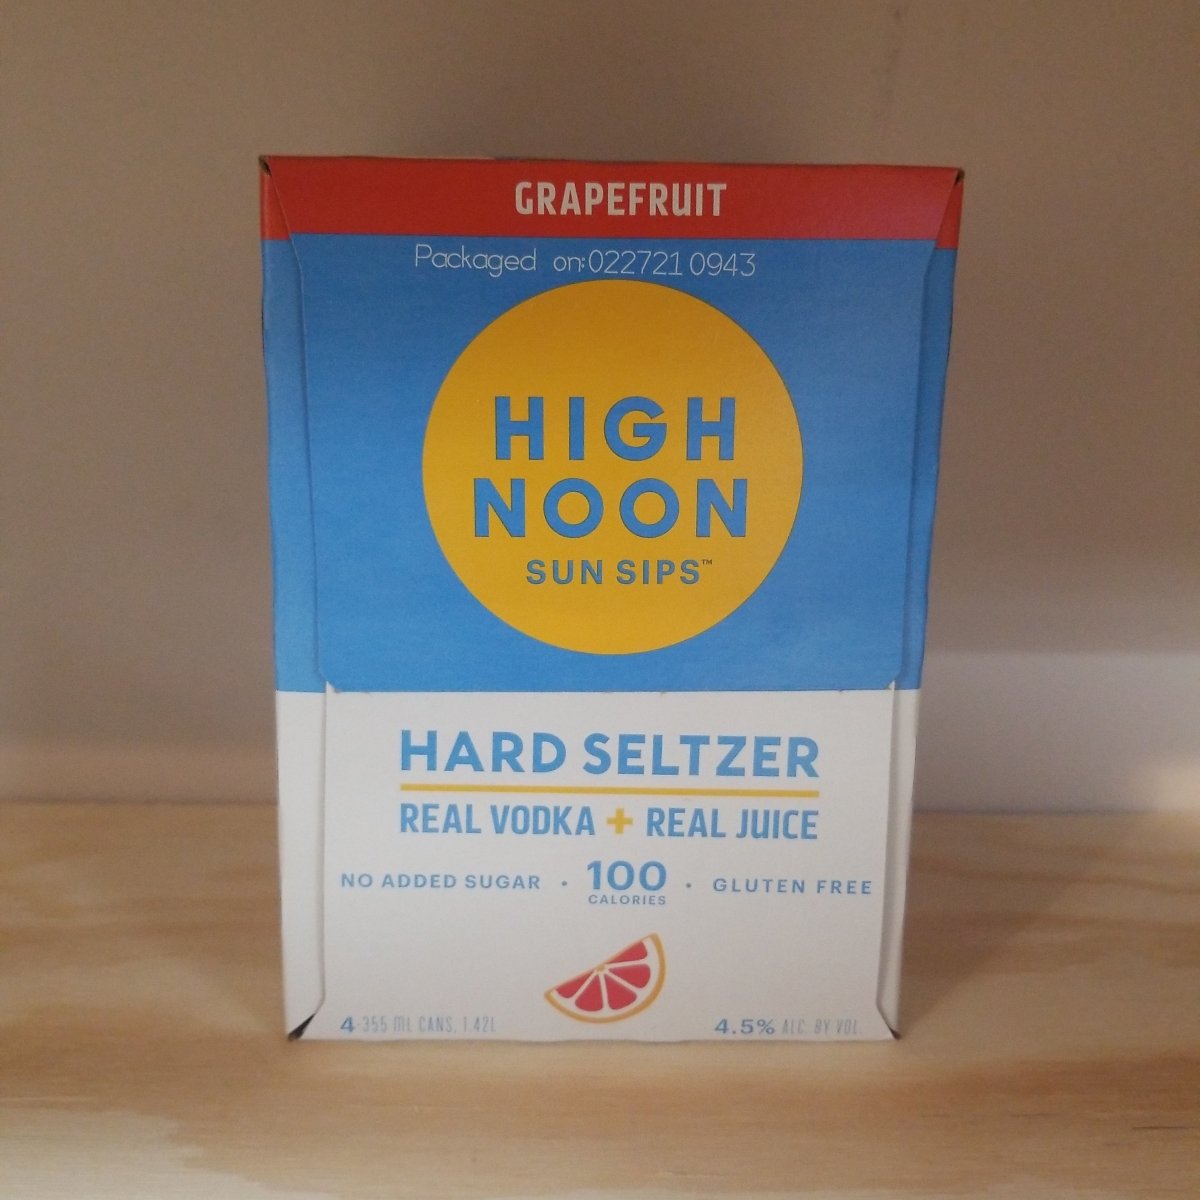 GRAPEFRUIT
Packaged on:022721 0943
HIGH
NOON
SUN SIPS™
HARD SELTZER
REAL VODKA + REAL JUICE
NO ADDED SUGAR • 100 CALORIES • GLUTEN FREE
4-355 ML CANS, 1.42L
4.5% ALC. BY VOL.